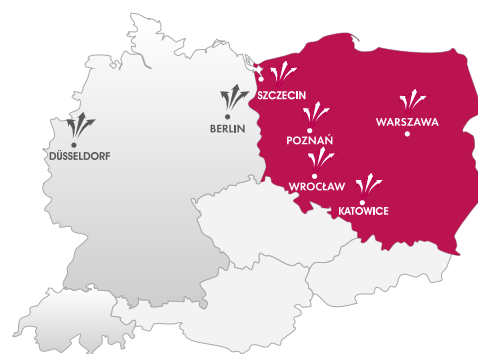 SZCZECIN
BERLIN
WARSZAWA
POZNAŃ
DÜSSELDORF
WROCŁAW
KATOWICE